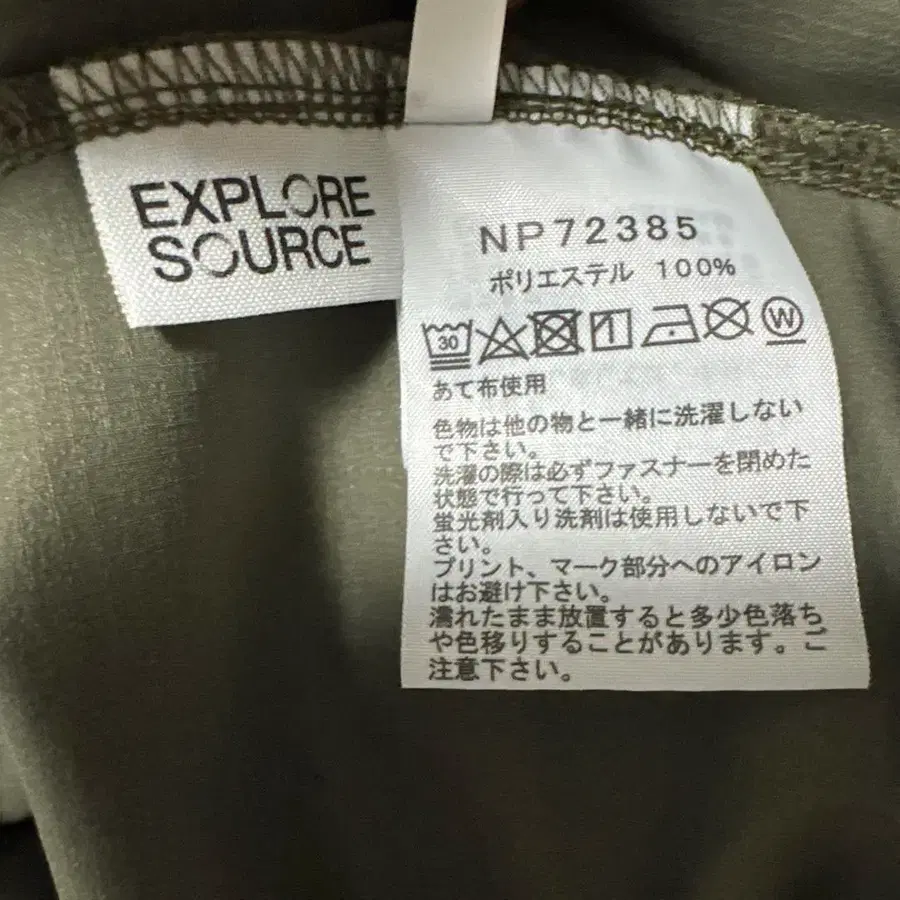 EXPLORE
SOURCE
NP72385
ポリエステル 100%
30
W
あて布使用
色物は他の物と一緒に洗濯しない
で下さい。
洗濯の際は必ずファスナーを閉めた
状態で行って下さい。
蛍光剤入り洗剤は使用しないで下
さい。
プリント、マーク部分へのアイロン
はお避け下さい。
濡れたまま放置すると多少色落ち
や色移りすることがあります。ご
注意下さい。